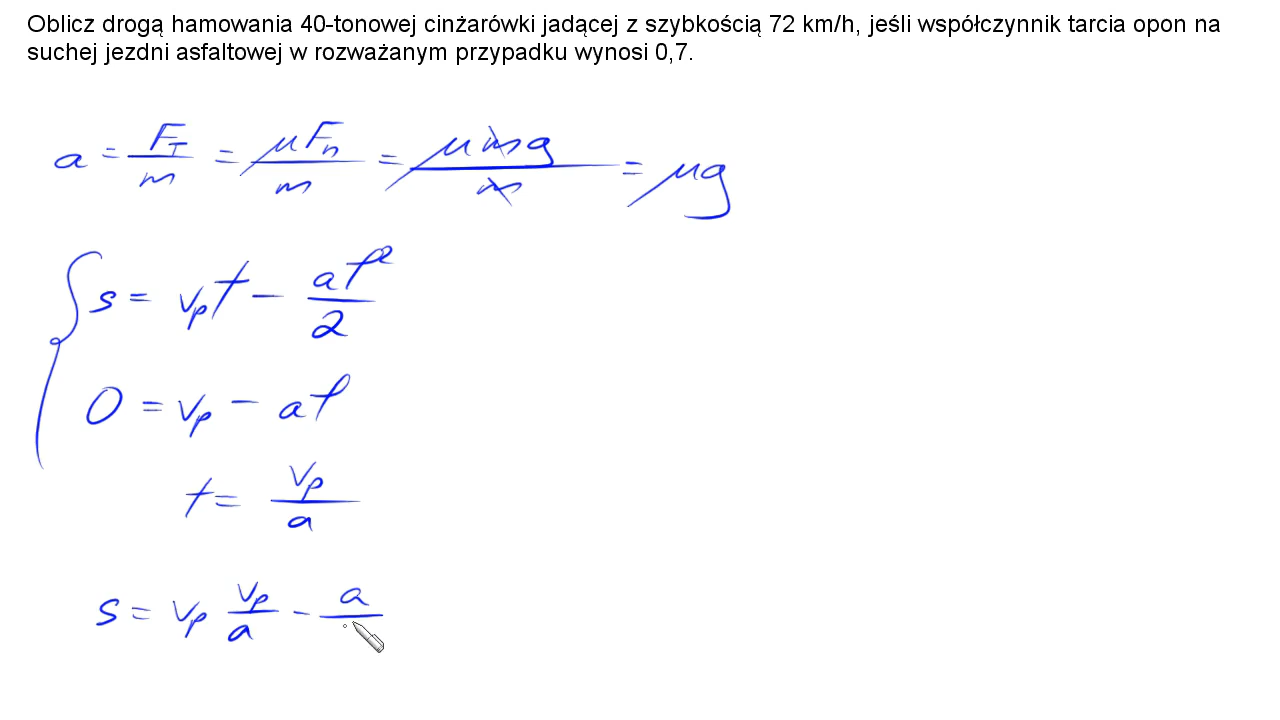 Oblicz drogą hamowania 40-tonowej cinżarówki jadącej z szybkością 72 km/h, jeśli współczynnik tarcia opon na
suchej jezdni asfaltowej w rozważanym przypadku wynosi 0,7.
a = F_T/m = μF_n/m = μmg/m = μg
s = v_p t - at²/2
0 = v_p - at
t = v_p/a
s = v_p v_p/a - a/